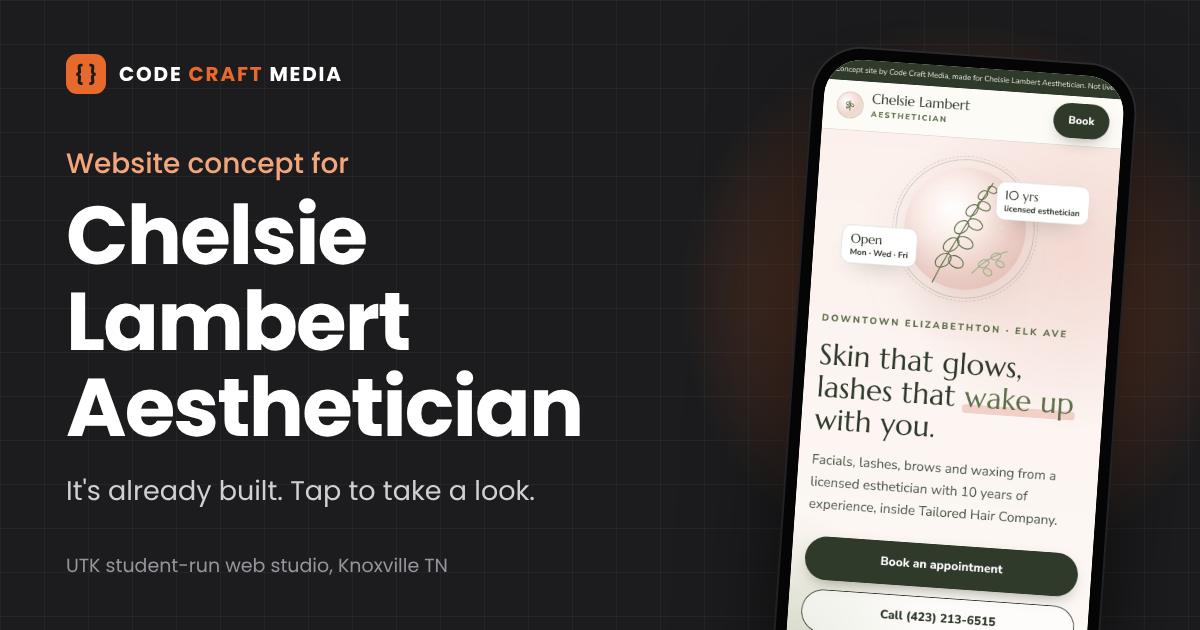 { } CODE CRAFT MEDIA
Website concept for
Chelsie
Lambert
Aesthetician
It's already built. Tap to take a look.
UTK student-run web studio, Knoxville TN
Concept site by Code Craft Media, made for Chelsie Lambert Aesthetician. Not live
Chelsie Lambert
AESTHETICIAN
Book
10 yrs
licensed esthetician
Open
Mon · Wed · Fri
DOWNTOWN ELIZABETHTON · ELK AVE
Skin that glows,
lashes that wake up
with you.
Facials, lashes, brows and waxing from a
licensed esthetician with 10 years of
experience, inside Tailored Hair Company.
Book an appointment
Call (423) 213-6515